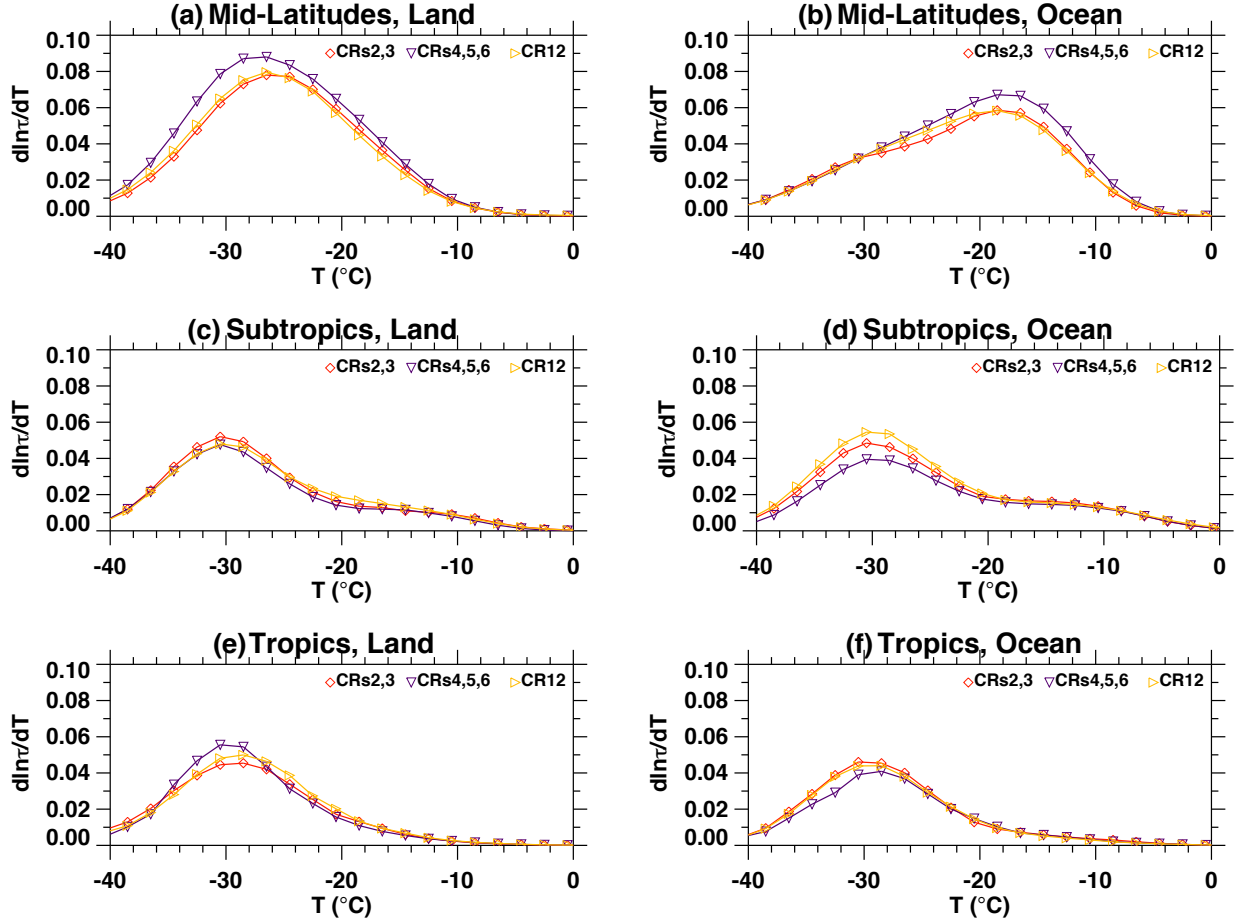 (a) Mid-Latitudes, Land
dlnτ/dT
0.10
0.08
0.06
0.04
0.02
0.00
CRs2,3 CRs4,5,6 CR12
-40 -30 -20 -10 0
T (°C)
(b) Mid-Latitudes, Ocean
dlnτ/dT
0.10
0.08
0.06
0.04
0.02
0.00
CRs2,3 CRs4,5,6 CR12
-40 -30 -20 -10 0
T (°C)
(c) Subtropics, Land
dlnτ/dT
0.10
0.08
0.06
0.04
0.02
0.00
CRs2,3 CRs4,5,6 CR12
-40 -30 -20 -10 0
T (°C)
(d) Subtropics, Ocean
dlnτ/dT
0.10
0.08
0.06
0.04
0.02
0.00
CRs2,3 CRs4,5,6 CR12
-40 -30 -20 -10 0
T (°C)
(e) Tropics, Land
dlnτ/dT
0.10
0.08
0.06
0.04
0.02
0.00
CRs2,3 CRs4,5,6 CR12
-40 -30 -20 -10 0
T (°C)
(f) Tropics, Ocean
dlnτ/dT
0.10
0.08
0.06
0.04
0.02
0.00
CRs2,3 CRs4,5,6 CR12
-40 -30 -20 -10 0
T (°C)